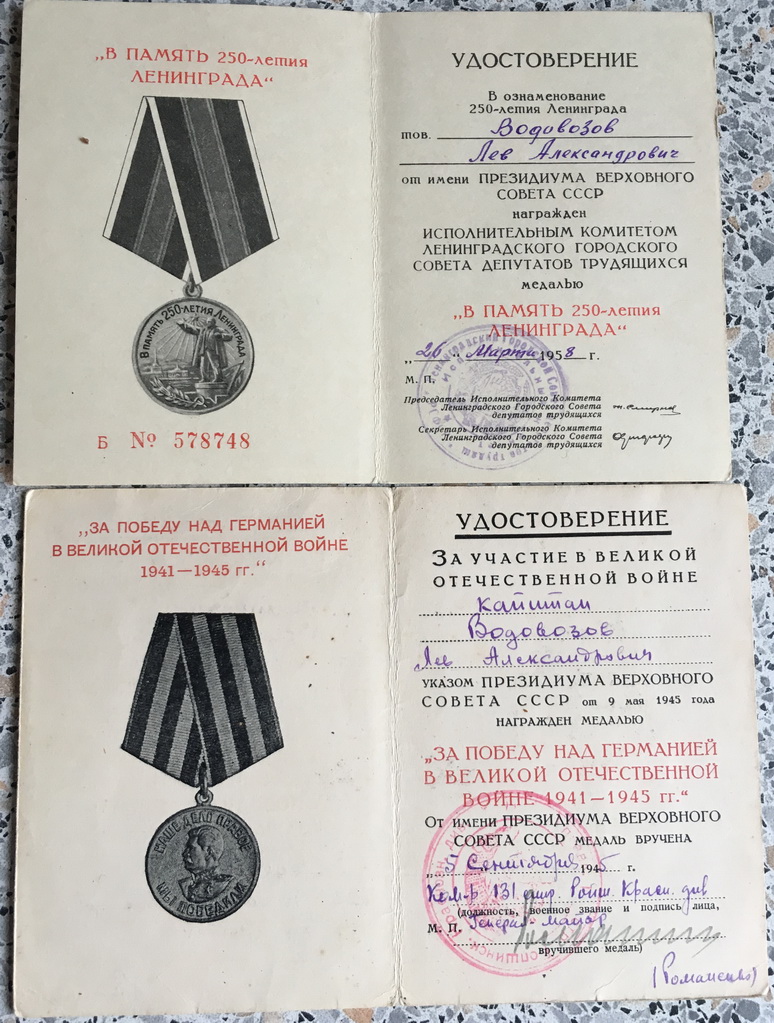 „В ПАМЯТЬ 250-летия
ЛЕНИНГРАДА“
В ПАМЯТЬ 250-ЛЕТИЯ ЛЕНИНГРАДА
Б № 578748
УДОСТОВЕРЕНИЕ
В ознаменование
250-летия Ленинграда
тов. Водовозов
Лев Александрович
от имени ПРЕЗИДИУМА ВЕРХОВНОГО
СОВЕТА СССР
награжден
ИСПОЛНИТЕЛЬНЫМ КОМИТЕТОМ
ЛЕНИНГРАДСКОГО ГОРОДСКОГО
СОВЕТА ДЕПУТАТОВ ТРУДЯЩИХСЯ
медалью
„В ПАМЯТЬ 250-летия
ЛЕНИНГРАДА“
„26“ Марта 1958 г.
М. П.
Председатель Исполнительного Комитета
Ленинградского Городского Совета
депутатов трудящихся
Секретарь Исполнительного Комитета
Ленинградского Городского Совета
депутатов трудящихся
„ЗА ПОБЕДУ НАД ГЕРМАНИЕЙ
В ВЕЛИКОЙ ОТЕЧЕСТВЕННОЙ ВОЙНЕ
1941—1945 гг.“
НАШЕ ДЕЛО ПРАВОЕ
МЫ ПОБЕДИЛИ
УДОСТОВЕРЕНИЕ
ЗА УЧАСТИЕ В ВЕЛИКОЙ
ОТЕЧЕСТВЕННОЙ ВОЙНЕ
капитан
Водовозов
Лев Александрович
УКАЗОМ ПРЕЗИДИУМА ВЕРХОВНОГО
СОВЕТА СССР от 9 мая 1945 года
НАГРАЖДЕН МЕДАЛЬЮ
„ЗА ПОБЕДУ НАД ГЕРМАНИЕЙ
В ВЕЛИКОЙ ОТЕЧЕСТВЕННОЙ
ВОЙНЕ 1941—1945 гг.“
ОТ ИМЕНИ ПРЕЗИДИУМА ВЕРХОВНОГО
СОВЕТА СССР МЕДАЛЬ ВРУЧЕНА
„5“ Сентября 1945 г.
Ком-р 131 стр. Ропш. Красн. див
(должность, военное звание и подпись лица,
М. П. Генерал-майор
вручившего медаль)
(Романенко)